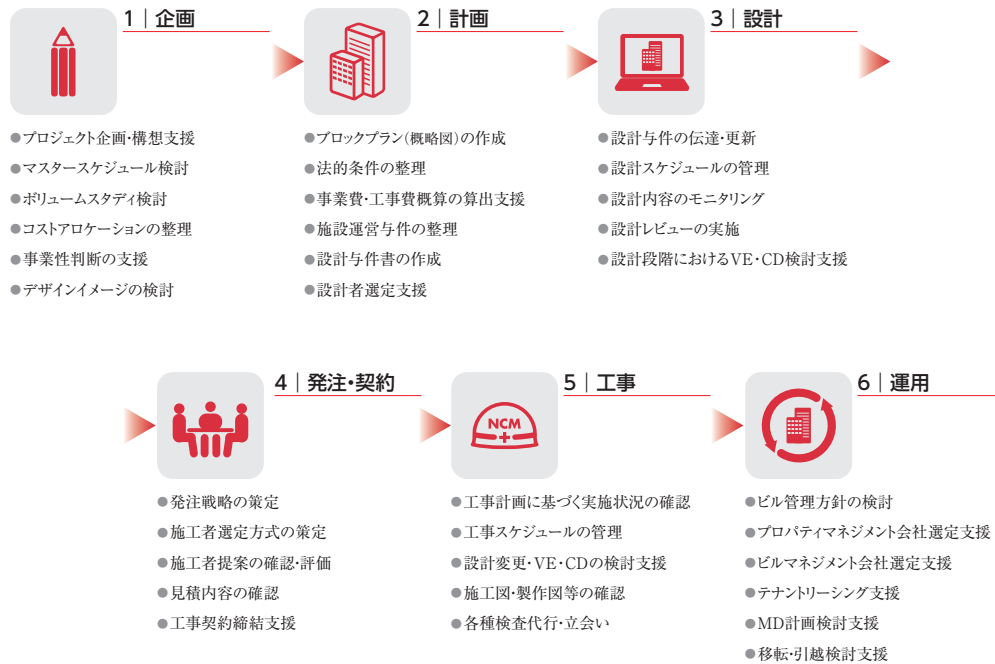 1｜企画
●プロジェクト企画・構想支援
●マスタースケジュール検討
●ボリュームスタディ検討
●コストアロケーションの整理
●事業性判断の支援
●デザインイメージの検討
2｜計画
●ブロックプラン(概略図)の作成
●法的条件の整理
●事業費・工事費概算の算出支援
●施設運営与件の整理
●設計与件書の作成
●設計者選定支援
3｜設計
●設計与件の伝達・更新
●設計スケジュールの管理
●設計内容のモニタリング
●設計レビューの実施
●設計段階におけるVE・CD検討支援
4｜発注・契約
●発注戦略の策定
●施工者選定方式の策定
●施工者提案の確認・評価
●見積内容の確認
●工事契約締結支援
5｜工事
NCM
●工事計画に基づく実施状況の確認
●工事スケジュールの管理
●設計変更・VE・CDの検討支援
●施工図・製作図等の確認
●各種検査代行・立会い
6｜運用
●ビル管理方針の検討
●プロパティマネジメント会社選定支援
●ビルマネジメント会社選定支援
●テナントリーシング支援
●MD計画検討支援
●移転・引越検討支援